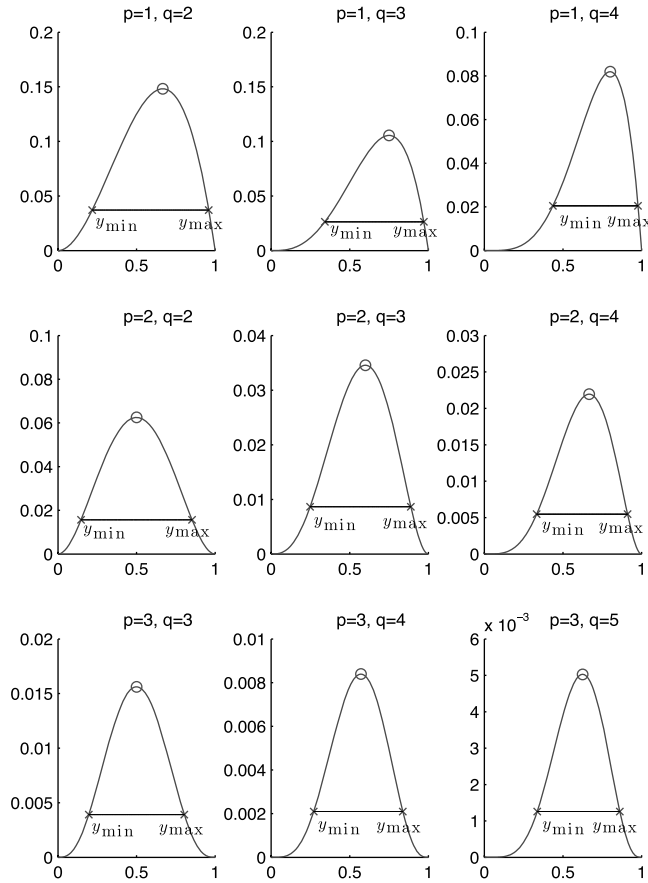 p=1, q=2
p=1, q=3
p=1, q=4
0.2
0.15
0.1
0.05
0
0 0.5 1
y_min y_max
0.2
0.15
0.1
0.05
0
0 0.5 1
y_min y_max
0.1
0.08
0.06
0.04
0.02
0
0 0.5 1
y_min y_max
p=2, q=2
p=2, q=3
p=2, q=4
0.1
0.08
0.06
0.04
0.02
0
0 0.5 1
y_min y_max
0.04
0.03
0.02
0.01
0
0 0.5 1
y_min y_max
0.03
0.025
0.02
0.015
0.01
0.005
0
0 0.5 1
y_min y_max
p=3, q=3
p=3, q=4
p=3, q=5
0.02
0.015
0.01
0.005
0
0 0.5 1
y_min y_max
0.01
0.008
0.006
0.004
0.002
0
0 0.5 1
y_min y_max
x 10⁻³
6
5
4
3
2
1
0
0 0.5 1
y_min y_max